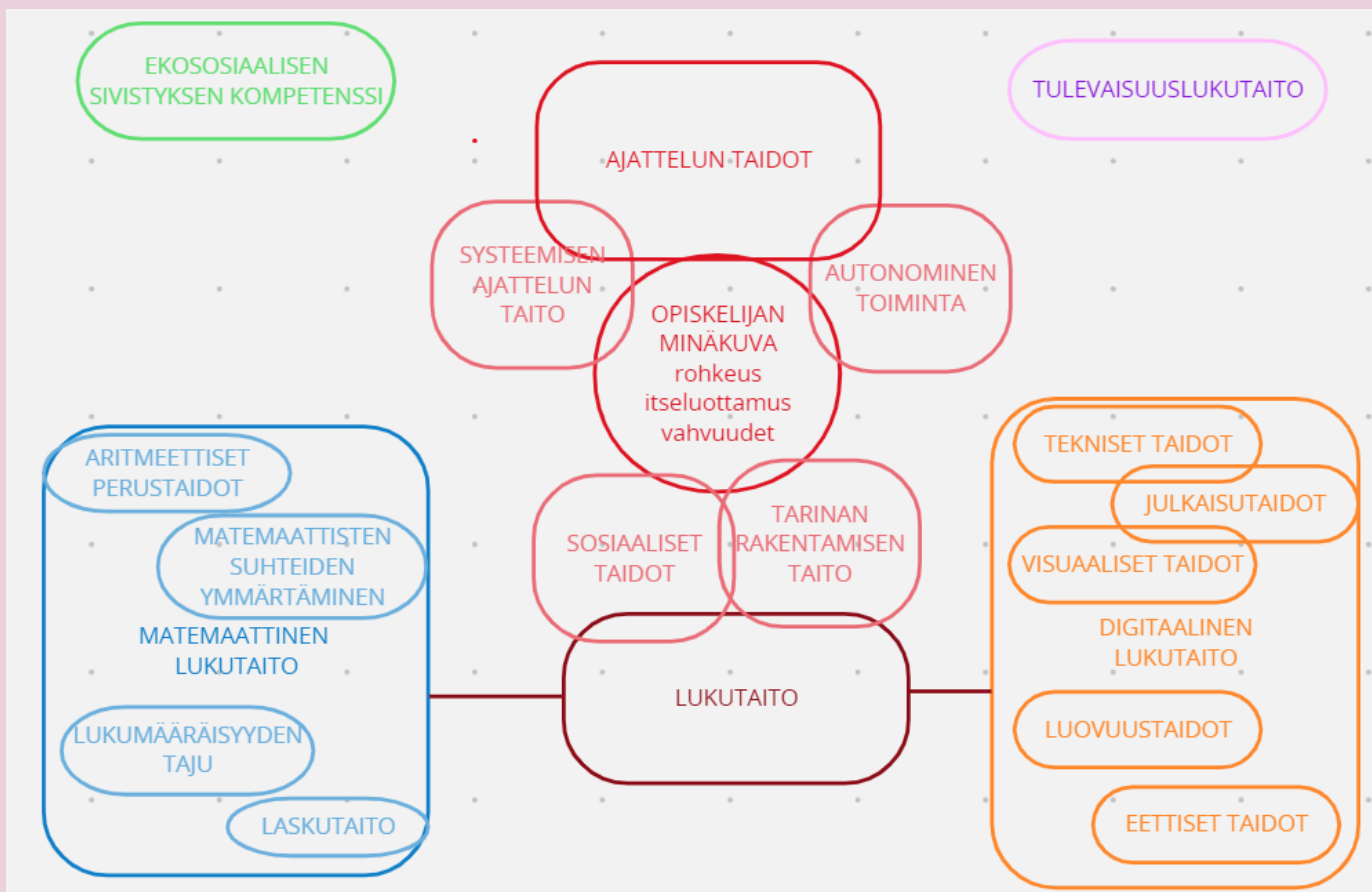 EKOSOSIAALISEN
SIVISTYKSEN KOMPETENSSI
TULEVAISUUSLUKUTAITO
AJATTELUN TAIDOT
SYSTEEMISEN
AJATTELUN
TAITO
AUTONOMINEN
TOIMINTA
OPISKELIJAN
MINÄKUVA
rohkeus
itseluottamus
vahvuudet
ARITMEETTISET
PERUSTAIDOT
MATEMAATTISTEN
SUHTEIDEN
YMMÄRTÄMINEN
MATEMAATTINEN
LUKUTAITO
LUKUMÄÄRÄISYYDEN
TAJU
LASKUTAITO
SOSIAALISET
TAIDOT
TARINAN
RAKENTAMISEN
TAITO
LUKUTAITO
TEKNISET TAIDOT
JULKAISUTAIDOT
VISUAALISET TAIDOT
DIGITAALINEN
LUKUTAITO
LUOVUUSTAIDOT
EETTISET TAIDOT